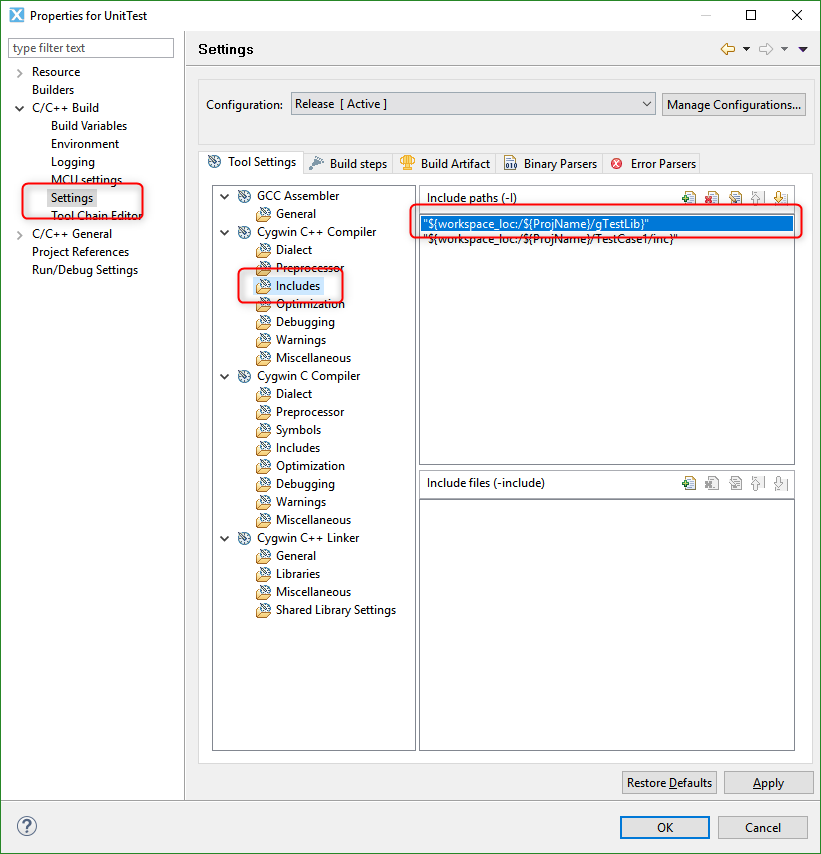 Properties for UnitTest
type filter text
Resource
Builders
C/C++ Build
Build Variables
Environment
Logging
MCU settings
Settings
Tool Chain Editor
C/C++ General
Project References
Run/Debug Settings
Settings
Configuration:
Release [ Active ]
Manage Configurations...
Tool Settings
Build steps
Build Artifact
Binary Parsers
Error Parsers
GCC Assembler
General
Cygwin C++ Compiler
Dialect
Preprocessor
Includes
Optimization
Debugging
Warnings
Miscellaneous
Cygwin C Compiler
Dialect
Preprocessor
Symbols
Includes
Optimization
Debugging
Warnings
Miscellaneous
Cygwin C++ Linker
General
Libraries
Miscellaneous
Shared Library Settings
Include paths (-I)
"${workspace_loc:/${ProjName}/gTestLib}"
"${workspace_loc:/${ProjName}/TestCase1/inc}"
Include files (-include)
Restore Defaults
Apply
?
OK
Cancel